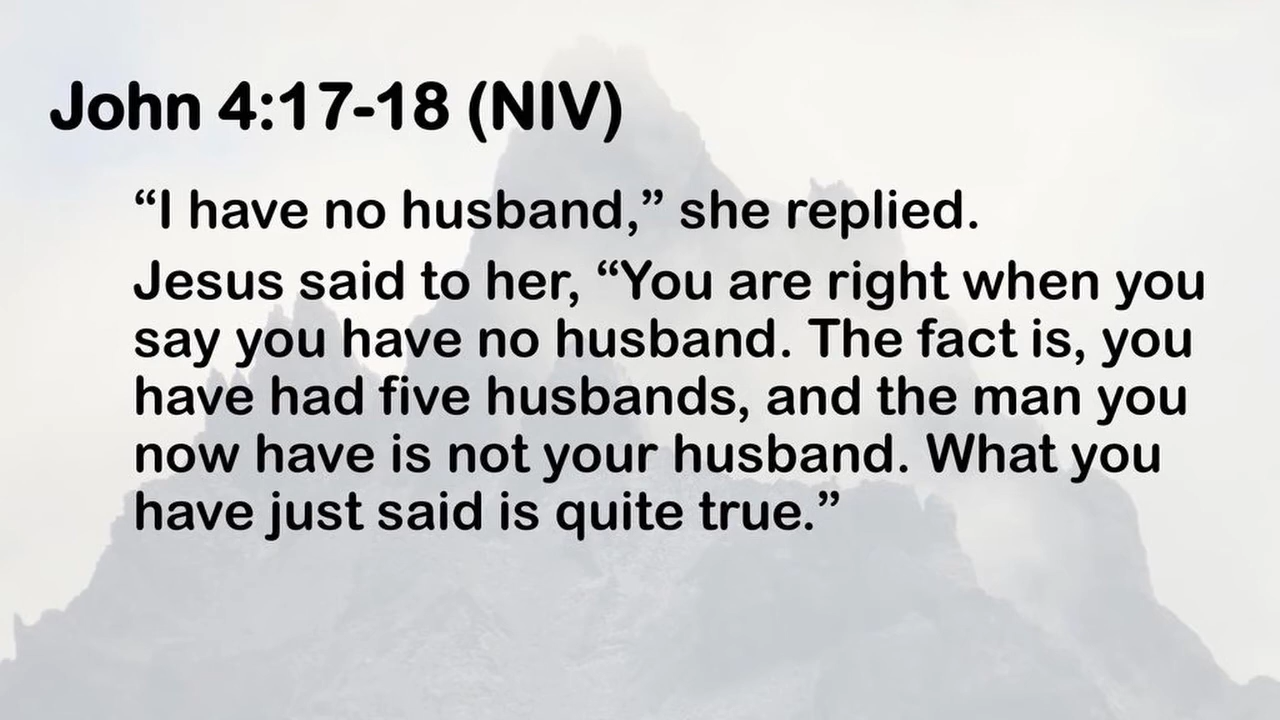 John 4:17-18 (NIV)
“I have no husband,” she replied.
Jesus said to her, “You are right when you
say you have no husband. The fact is, you
have had five husbands, and the man you
now have is not your husband. What you
have just said is quite true.”